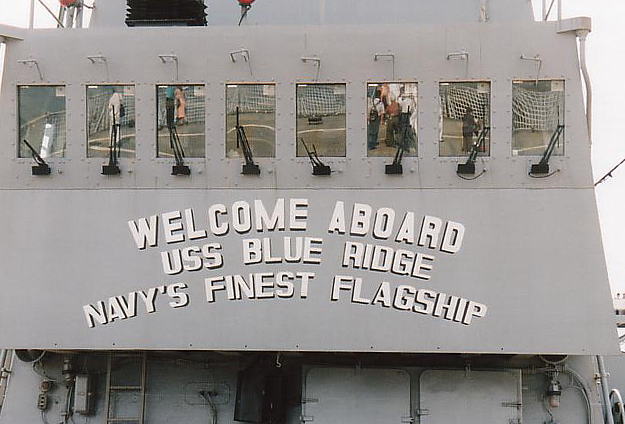 WELCOME ABOARD
USS BLUE RIDGE
NAVY'S FINEST FLAGSHIP